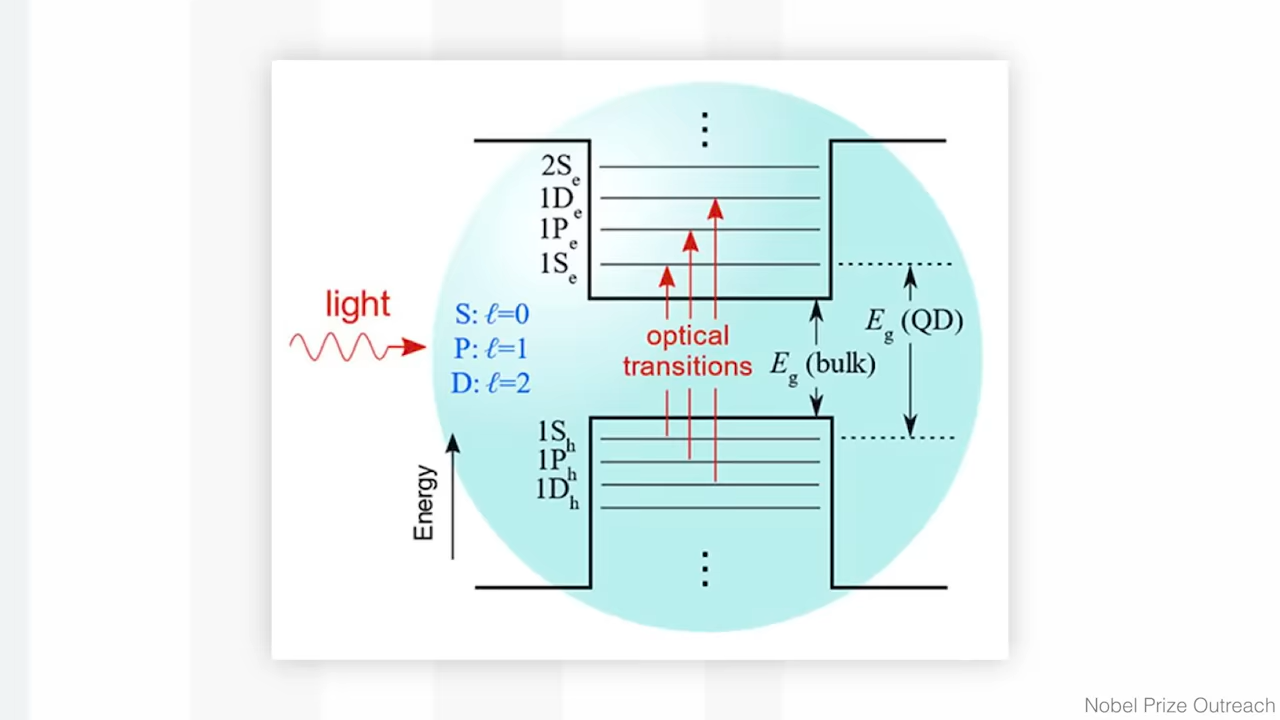 2Se
1De
1Pe
1Se
light
S: ℓ=0
P: ℓ=1
D: ℓ=2
optical
transitions
Eg (bulk)
Eg (QD)
1Sh
1Ph
1Dh
Energy
Nobel Prize Outreach